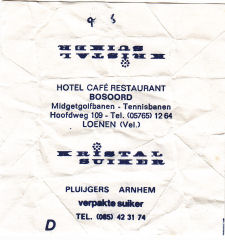 KRISTAL
SUIKER
HOTEL CAFÉ RESTAURANT
BOSOORD
Midgetgolfbanen - Tennisbanen
Hoofdweg 109 - Tel. (05765) 12 64
LOENEN (Vel.)
KRISTAL
SUIKER
PLUIJGERS ARNHEM
verpakte suiker
TEL. (085) 42 31 74
D